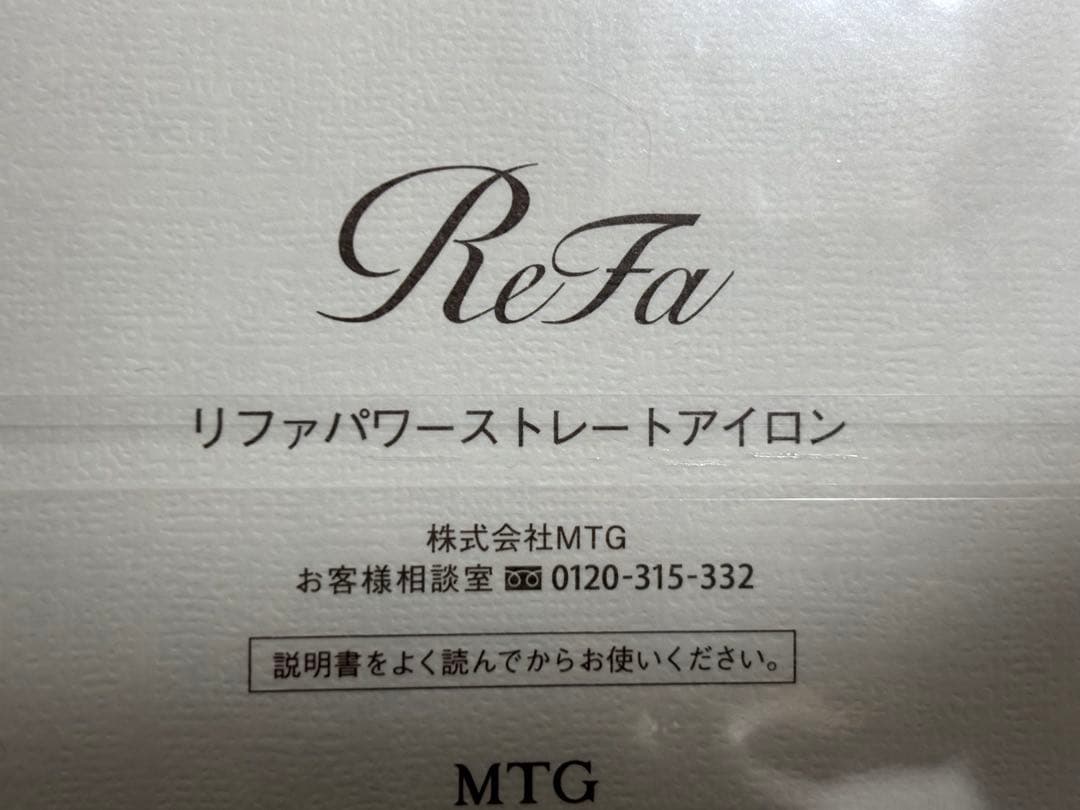 ReFa
リファパワーストレートアイロン
株式会社MTG
お客様相談室 0120-315-332
説明書をよく読んでからお使いください。
MTG